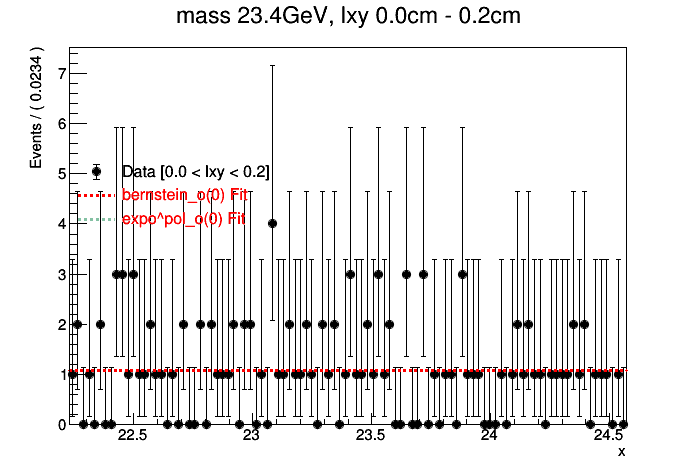 mass 23.4GeV, lxy 0.0cm - 0.2cm
Events / ( 0.0234 )
7
6
5
4
3
2
1
0
Data [0.0 < lxy < 0.2]
bernstein_o(0) Fit
expo^pol_o(0) Fit
22.5 23 23.5 24 24.5
x